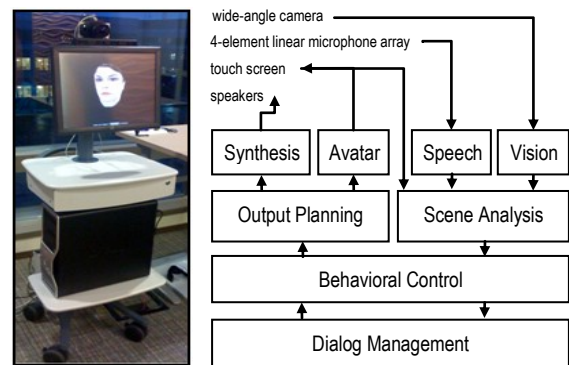 wide-angle camera
4-element linear microphone array
touch screen
speakers
Synthesis
Avatar
Speech
Vision
Output Planning
Scene Analysis
Behavioral Control
Dialog Management